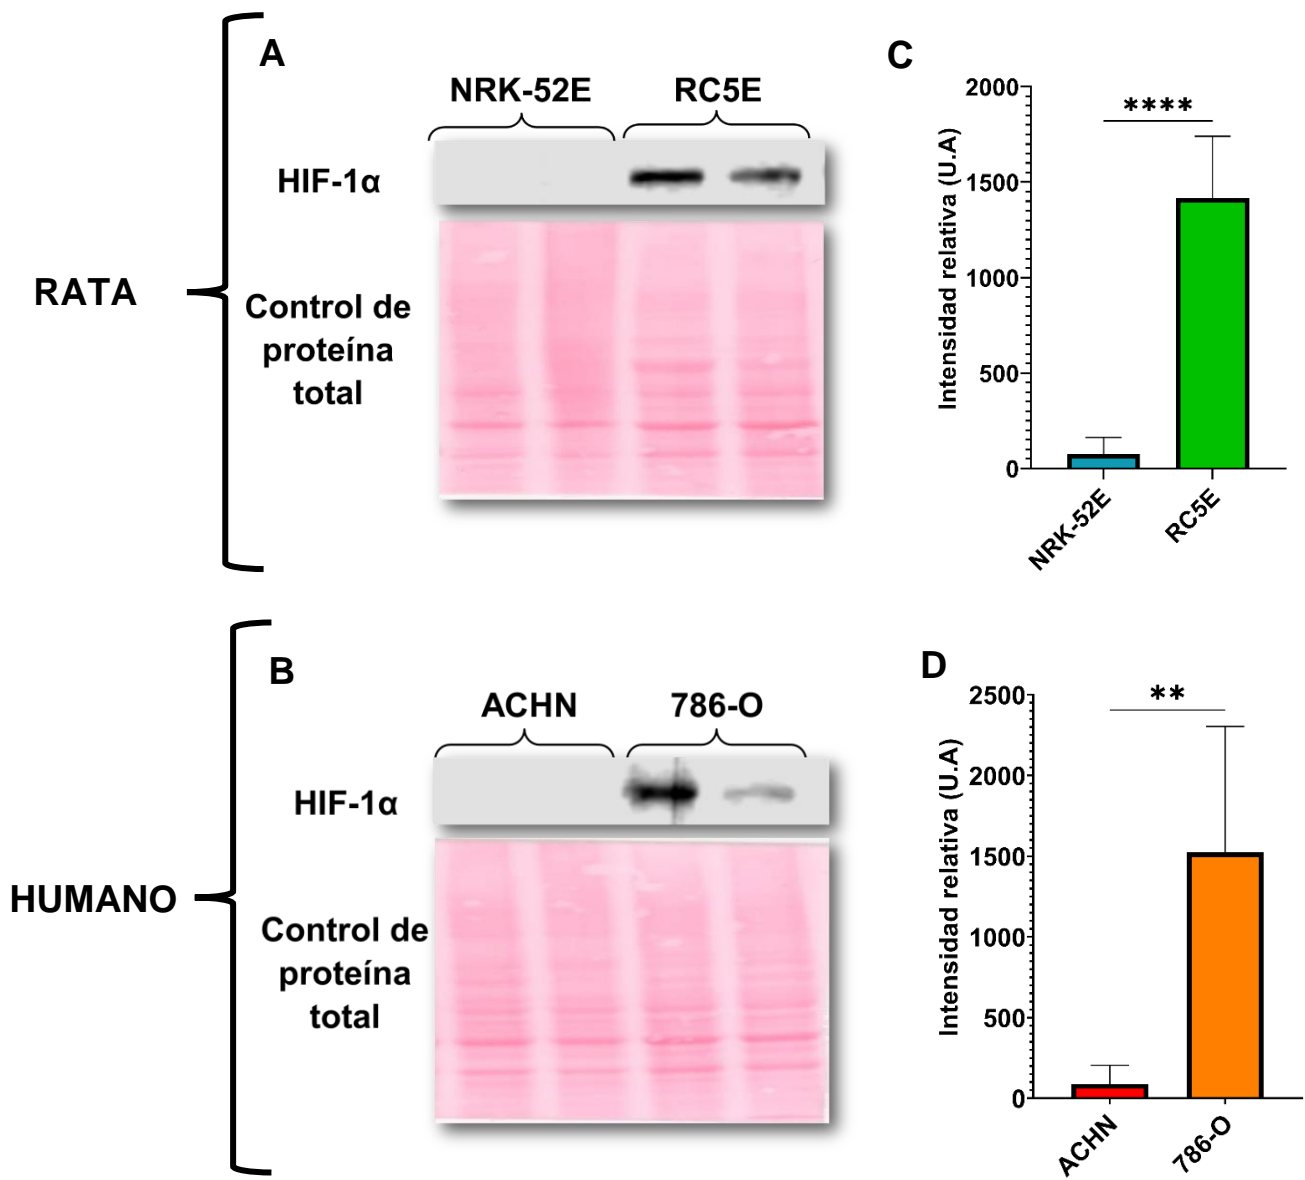 RATA
A
NRK-52E RC5E
HIF-1α
Control de
proteína
total
C
****
Intensidad relativa (U.A)
2000
1500
1000
500
0
NRK-52E
RC5E
HUMANO
B
ACHN 786-O
HIF-1α
Control de
proteína
total
D
**
Intensidad relativa (U.A)
2500
2000
1500
1000
500
0
ACHN
786-O